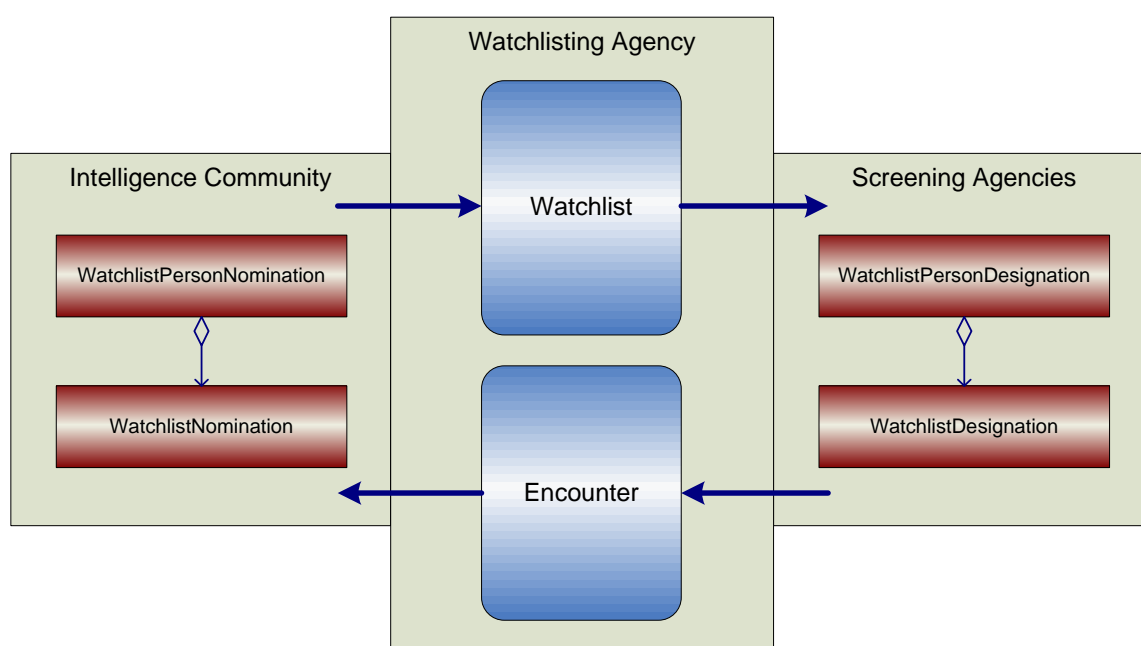 Watchlisting Agency
Intelligence Community
Screening Agencies
Watchlist
WatchlistPersonNomination
WatchlistPersonDesignation
WatchlistNomination
WatchlistDesignation
Encounter